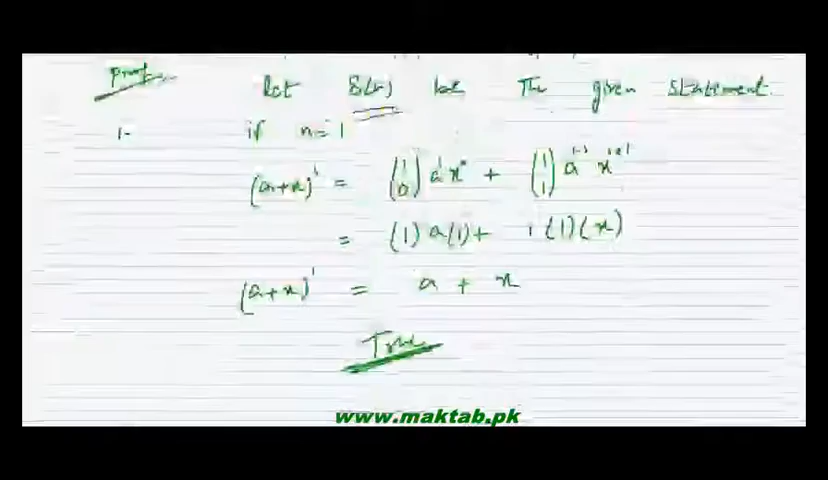 Proof
let S(n) be The given statement.
1- if n = 1
(a+x)¹ = (1 0) a¹x⁰ + (1 1) a¹⁻¹ x
= (1) a(1) + 1 (1) (x)
(a+x)¹ = a + x
True
www.maktab.pk